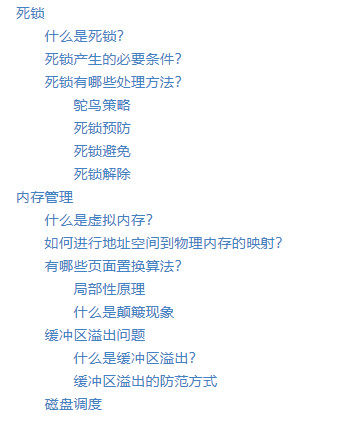 死锁
什么是死锁？
死锁产生的必要条件？
死锁有哪些处理方法？
鸵鸟策略
死锁预防
死锁避免
死锁解除
内存管理
什么是虚拟内存？
如何进行地址空间到物理内存的映射？
有哪些页面置换算法？
局部性原理
什么是颠簸现象
缓冲区溢出问题
什么是缓冲区溢出？
缓冲区溢出的防范方式
磁盘调度